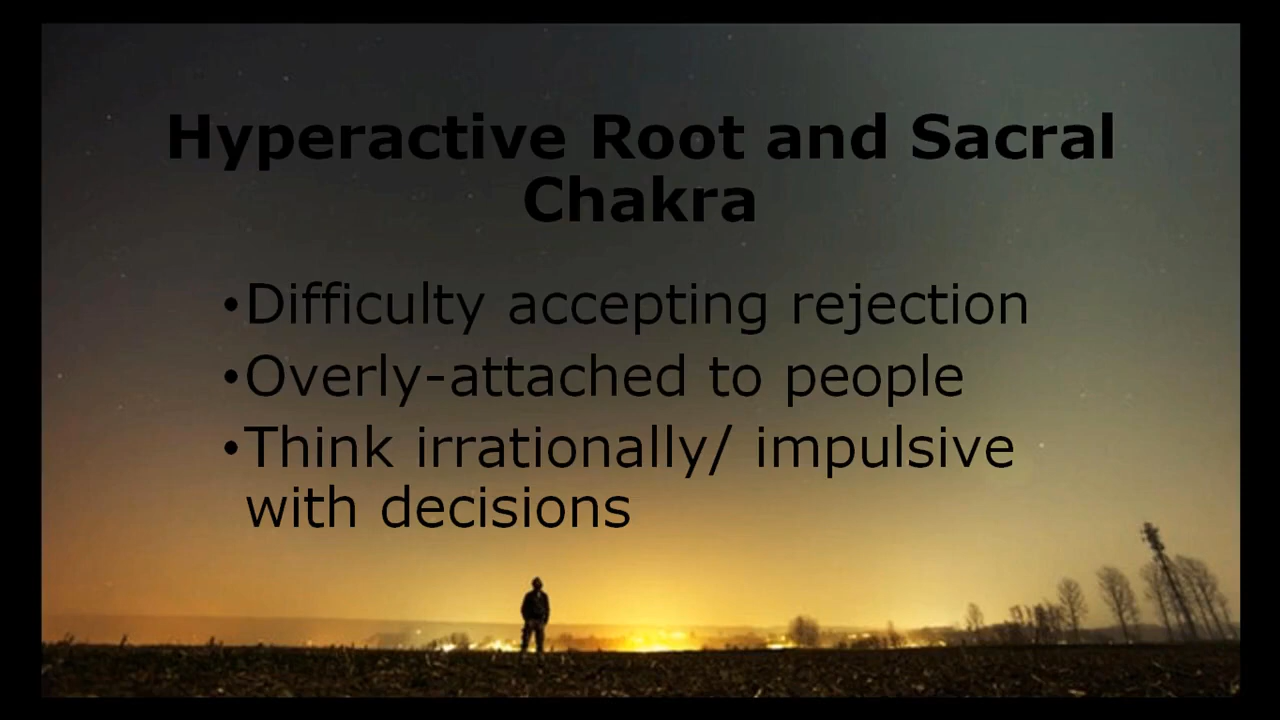 Hyperactive Root and Sacral
Chakra
•Difficulty accepting rejection
•Overly-attached to people
•Think irrationally/ impulsive
with decisions